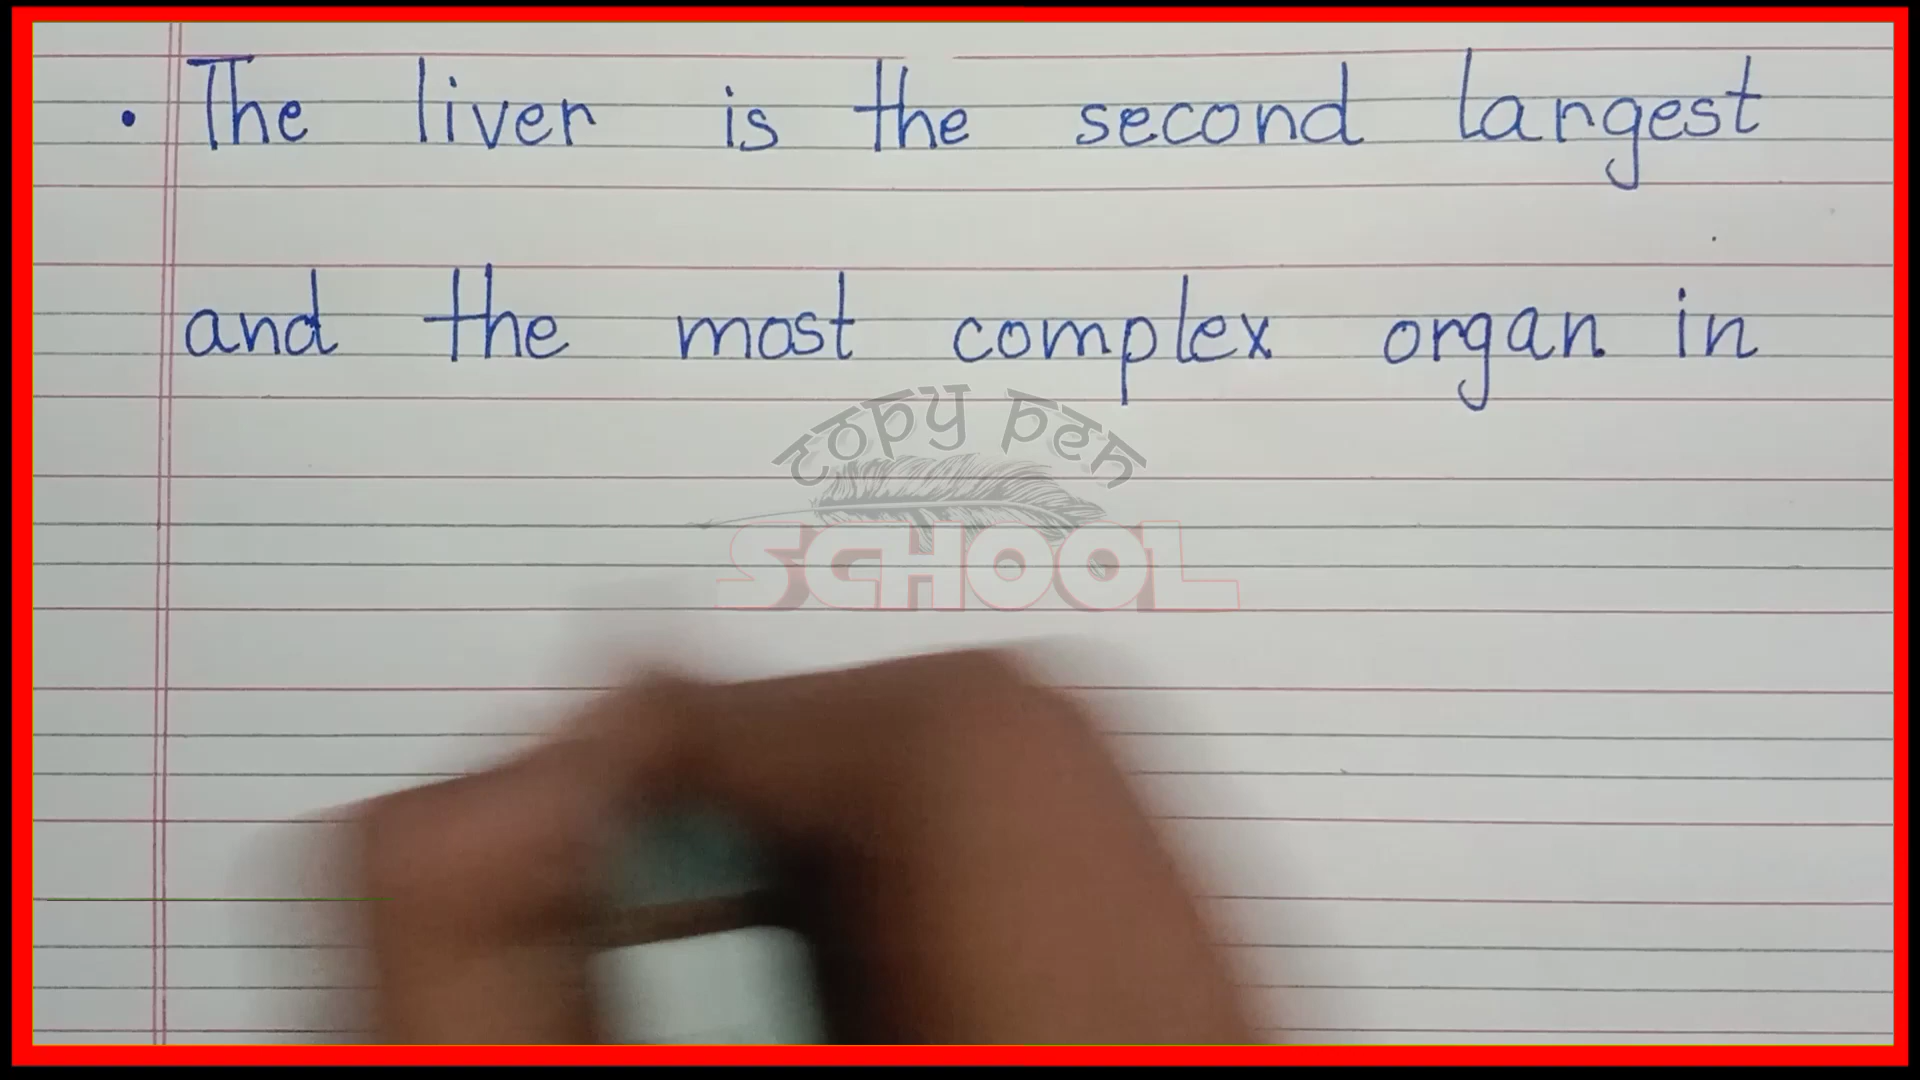 • The liver is the second largest
and the most complex organ in
copy pen
SCHOOL